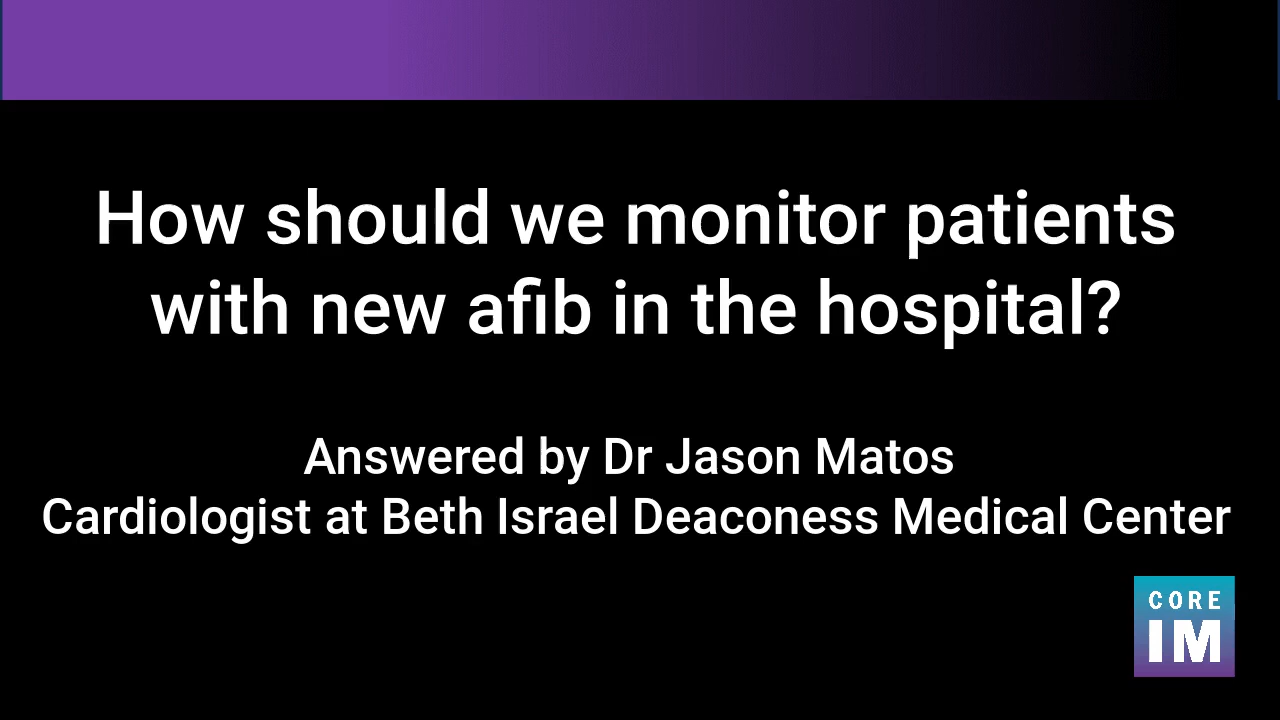 How should we monitor patients
with new afib in the hospital?
Answered by Dr Jason Matos
Cardiologist at Beth Israel Deaconess Medical Center
CORE
IM